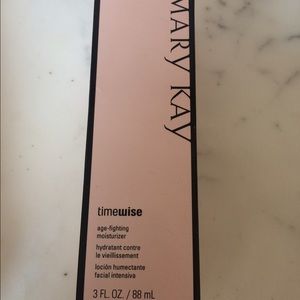 MARY KAY
timewise
age-fighting
moisturizer
hydratant contre
le vieillissement
loción humectante
facial intensiva
3 FL. OZ. / 88 mL